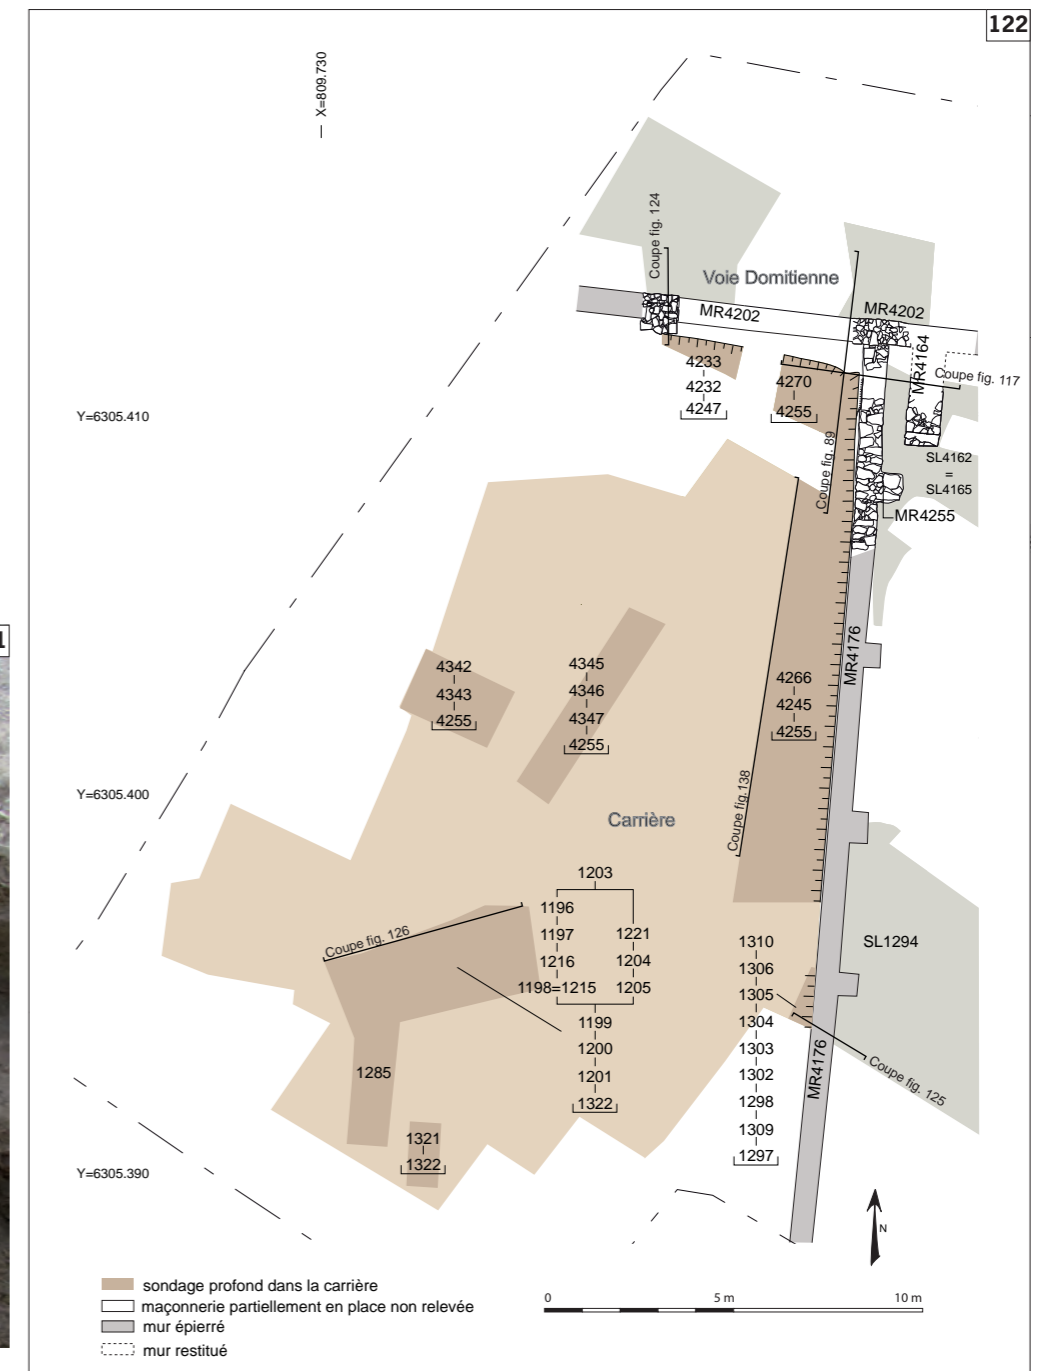 122
X=809.730
Coupe fig. 124
Voie Domitienne
MR4202
MR4202
MR4164
Coupe fig. 117
4233
4232
4247
4270
4255
Y=6305.410
Coupe fig. 89
SL4162
=
SL4165
MR4255
4342
4343
4255
4345
4346
4347
4255
4266
4245
4255
MR4176
Coupe fig.138
Y=6305.400
Carrière
1203
1196
1197
1216
1198=1215
1221
1204
1205
1199
1200
1201
1322
Coupe fig. 126
1310
1306
1305
1304
1303
1302
1298
1309
1297
SL1294
Coupe fig. 125
MR4176
1285
1321
1322
Y=6305.390
N
sondage profond dans la carrière
maçonnerie partiellement en place non relevée
mur épierré
mur restitué
0 5 m 10 m